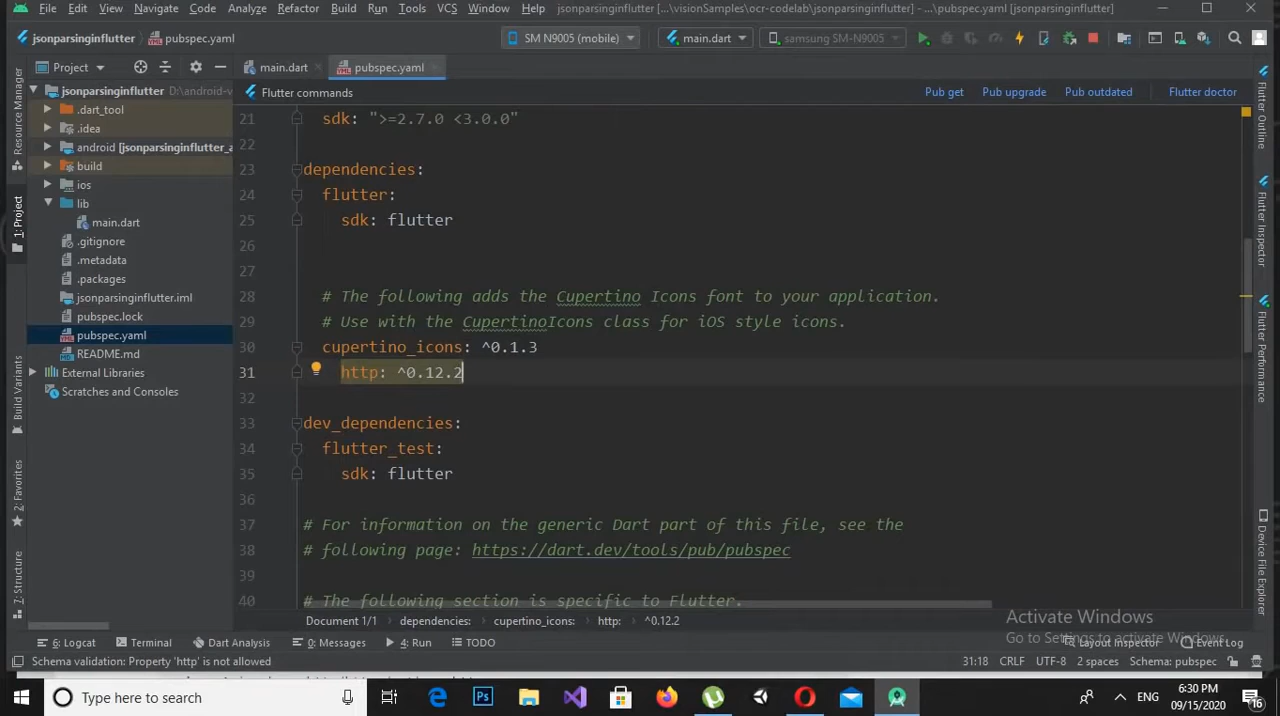 File Edit View Navigate Code Analyze Refactor Build Run Tools VCS Window Help jsonparsinginflutter [...\visionSamples\ocr-codelab\jsonparsinginflutter] - ...\pubspec.yaml [jsonparsinginflutter]
jsonparsinginflutter pubspec.yaml SM N9005 (mobile) main.dart samsung SM-N9005
Project main.dart pubspec.yaml
jsonparsinginflutter D:\android-v
Flutter commands Pub get Pub upgrade Pub outdated Flutter doctor
.dart_tool
.idea
android [jsonparsinginflutter_a
build
ios
lib
main.dart
.gitignore
.metadata
.packages
jsonparsinginflutter.iml
pubspec.lock
pubspec.yaml
README.md
External Libraries
Scratches and Consoles
Resource Manager
1: Project
Build Variants
2: Favorites
7: Structure
21 sdk: ">=2.7.0 <3.0.0"
22
23 dependencies:
24 flutter:
25 sdk: flutter
26
27
28 # The following adds the Cupertino Icons font to your application.
29 # Use with the CupertinoIcons class for iOS style icons.
30 cupertino_icons: ^0.1.3
31 http: ^0.12.2
32
33 dev_dependencies:
34 flutter_test:
35 sdk: flutter
36
37 # For information on the generic Dart part of this file, see the
38 # following page: https://dart.dev/tools/pub/pubspec
39
40 # The following section is specific to Flutter.
Flutter Outline
Flutter Inspector
Flutter Performance
Device File Explorer
Document 1/1 dependencies: cupertino_icons: http: ^0.12.2
Activate Windows
Go to Settings to activate Windows.
6: Logcat Terminal Dart Analysis 0: Messages 4: Run TODO Layout Inspector Event Log
Schema validation: Property 'http' is not allowed 31:18 CRLF UTF-8 2 spaces Schema: pubspec
Type here to search ENG 6:30 PM
09/15/2020 16